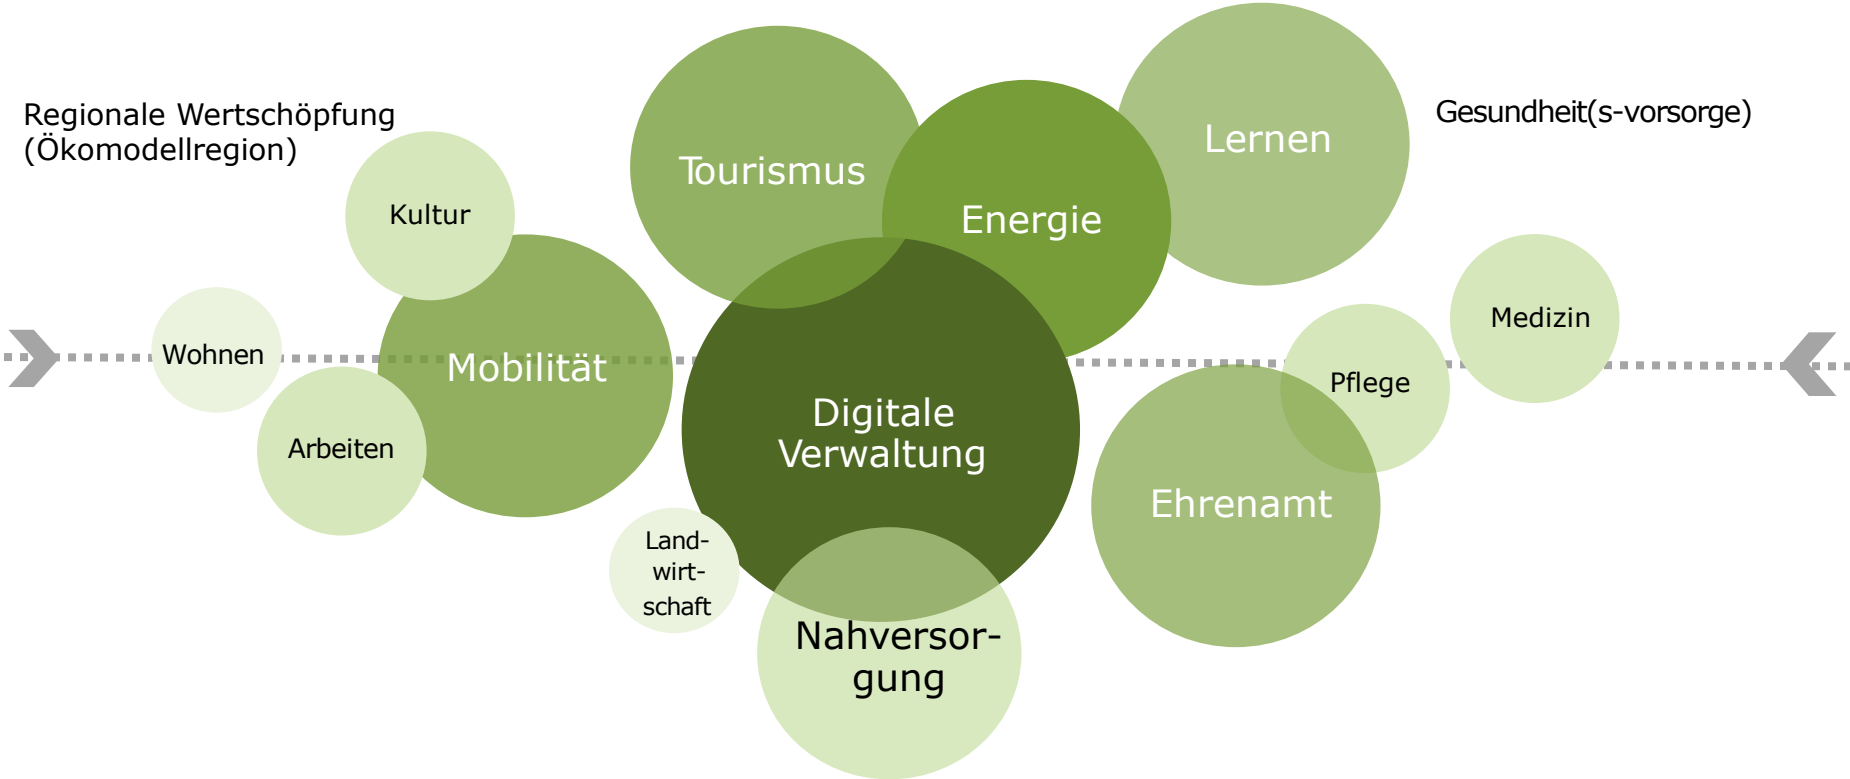 Regionale Wertschöpfung
(Ökomodellregion)
Gesundheit(s-vorsorge)
Kultur
Tourismus
Energie
Lernen
Wohnen
Mobilität
Medizin
Arbeiten
Digitale
Verwaltung
Pflege
Ehrenamt
Land-
wirt-
schaft
Nahversor-
gung